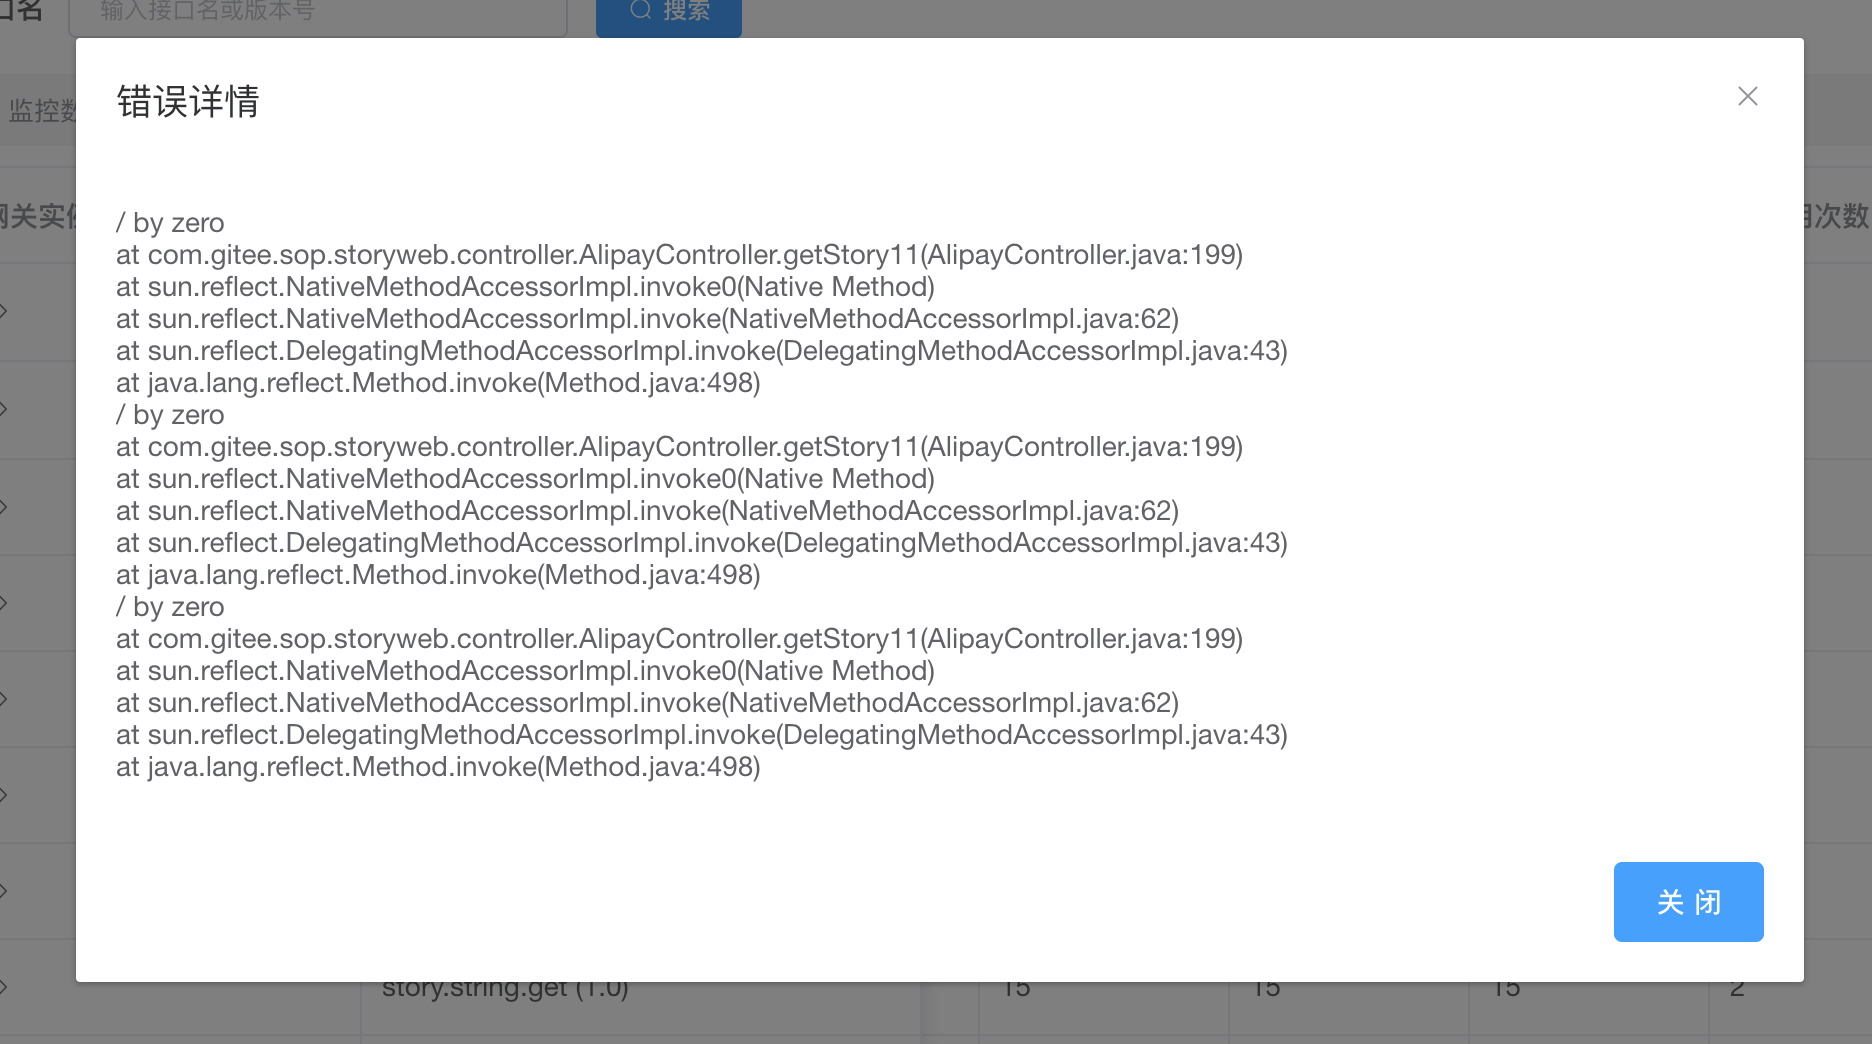 口名
输入接口名或版本号
搜索
监控数
错误详情
网关实例
用次数
/ by zero
at com.gitee.sop.storyweb.controller.AlipayController.getStory11(AlipayController.java:199)
at sun.reflect.NativeMethodAccessorImpl.invoke0(Native Method)
at sun.reflect.NativeMethodAccessorImpl.invoke(NativeMethodAccessorImpl.java:62)
at sun.reflect.DelegatingMethodAccessorImpl.invoke(DelegatingMethodAccessorImpl.java:43)
at java.lang.reflect.Method.invoke(Method.java:498)
/ by zero
at com.gitee.sop.storyweb.controller.AlipayController.getStory11(AlipayController.java:199)
at sun.reflect.NativeMethodAccessorImpl.invoke0(Native Method)
at sun.reflect.NativeMethodAccessorImpl.invoke(NativeMethodAccessorImpl.java:62)
at sun.reflect.DelegatingMethodAccessorImpl.invoke(DelegatingMethodAccessorImpl.java:43)
at java.lang.reflect.Method.invoke(Method.java:498)
/ by zero
at com.gitee.sop.storyweb.controller.AlipayController.getStory11(AlipayController.java:199)
at sun.reflect.NativeMethodAccessorImpl.invoke0(Native Method)
at sun.reflect.NativeMethodAccessorImpl.invoke(NativeMethodAccessorImpl.java:62)
at sun.reflect.DelegatingMethodAccessorImpl.invoke(DelegatingMethodAccessorImpl.java:43)
at java.lang.reflect.Method.invoke(Method.java:498)
关 闭
story.string.get (1.0) 15 15 15 2